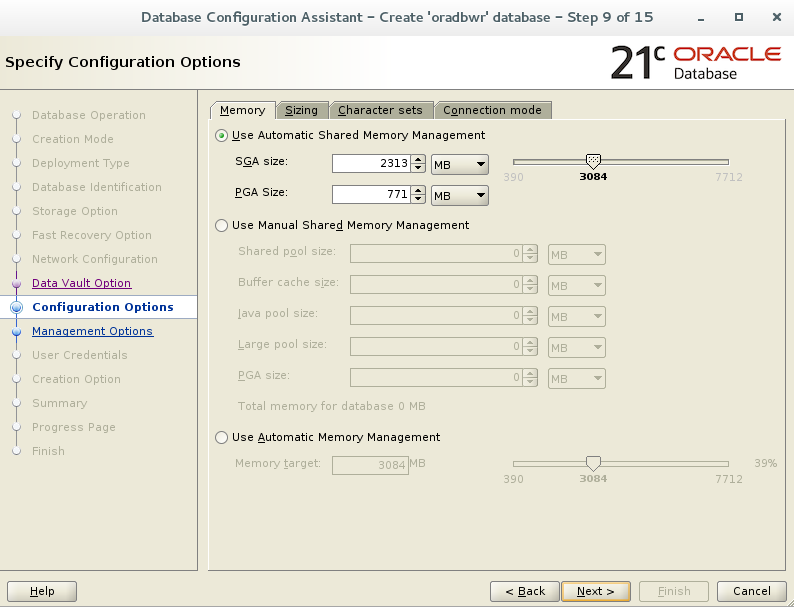 Database Configuration Assistant – Create 'oradbwr' database – Step 9 of 15
Specify Configuration Options
21c ORACLE
Database
Database Operation
Creation Mode
Deployment Type
Database Identification
Storage Option
Fast Recovery Option
Network Configuration
Data Vault Option
Configuration Options
Management Options
User Credentials
Creation Option
Summary
Progress Page
Finish
Memory Sizing Character sets Connection mode
Use Automatic Shared Memory Management
SGA size: 2313 MB
390 3084 7712
PGA Size: 771 MB
Use Manual Shared Memory Management
Shared pool size: 0 MB
Buffer cache size: 0 MB
Java pool size: 0 MB
Large pool size: 0 MB
PGA size: 0 MB
Total memory for database 0 MB
Use Automatic Memory Management
Memory target: 3084 MB 39%
390 3084 7712
Help < Back Next > Finish Cancel